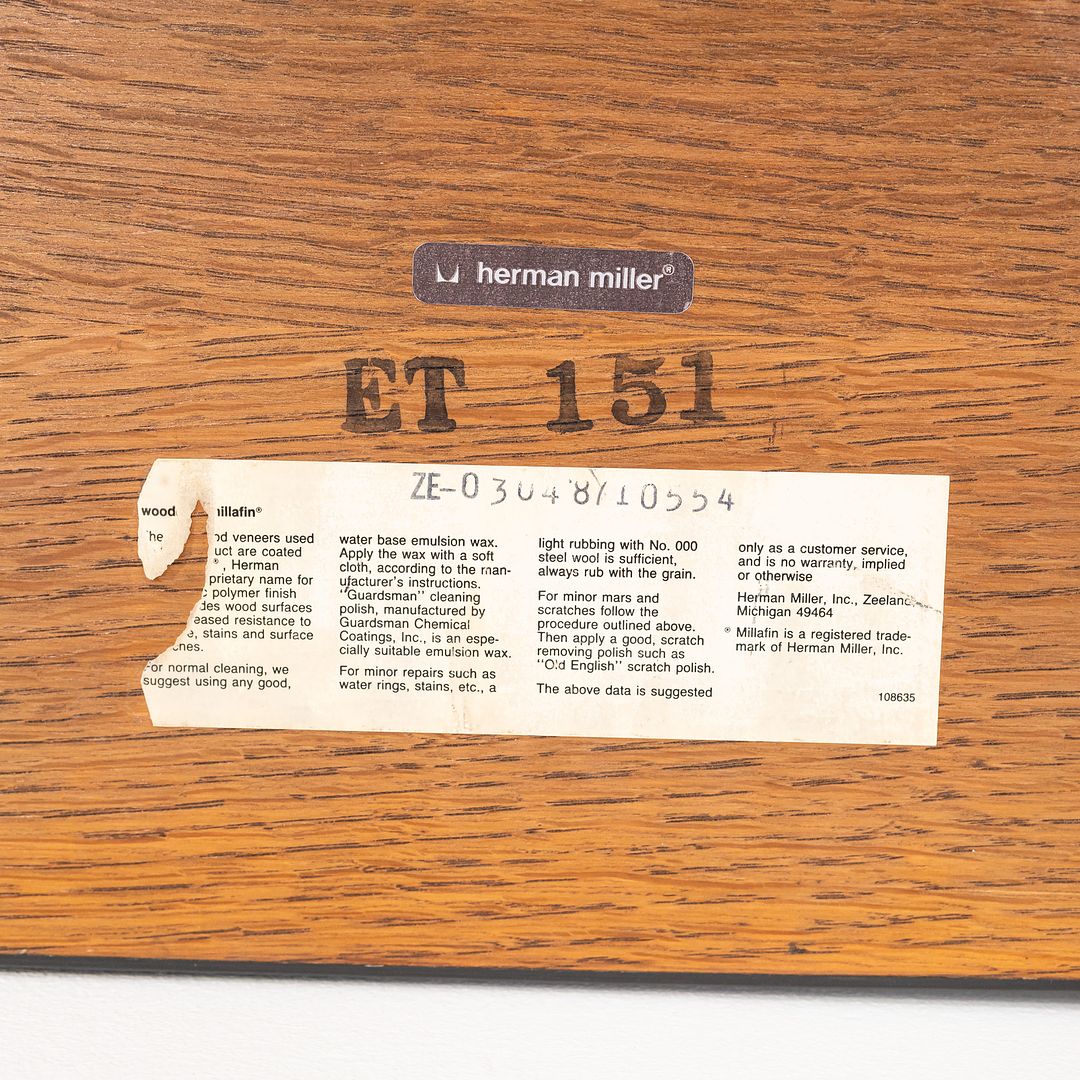 herman miller®
ET 151
ZE-0 3048/10554
wood millafin®
The od veneers used
uct are coated
®, Herman
prietary name for
c polymer finish
des wood surfaces
eased resistance to
e, stains and surface
ches.
For normal cleaning, we
suggest using any good,
water base emulsion wax.
Apply the wax with a soft
cloth, according to the man-
ufacturer's instructions.
"Guardsman" cleaning
polish, manufactured by
Guardsman Chemical
Coatings, Inc., is an espe-
cially suitable emulsion wax.
For minor repairs such as
water rings, stains, etc., a
light rubbing with No. 000
steel wool is sufficient,
always rub with the grain.
For minor mars and
scratches follow the
procedure outlined above.
Then apply a good, scratch
removing polish such as
"Old English" scratch polish.
The above data is suggested
only as a customer service,
and is no warranty, implied
or otherwise
Herman Miller, Inc., Zeeland,
Michigan 49464
® Millafin is a registered trade-
mark of Herman Miller, Inc.
108635